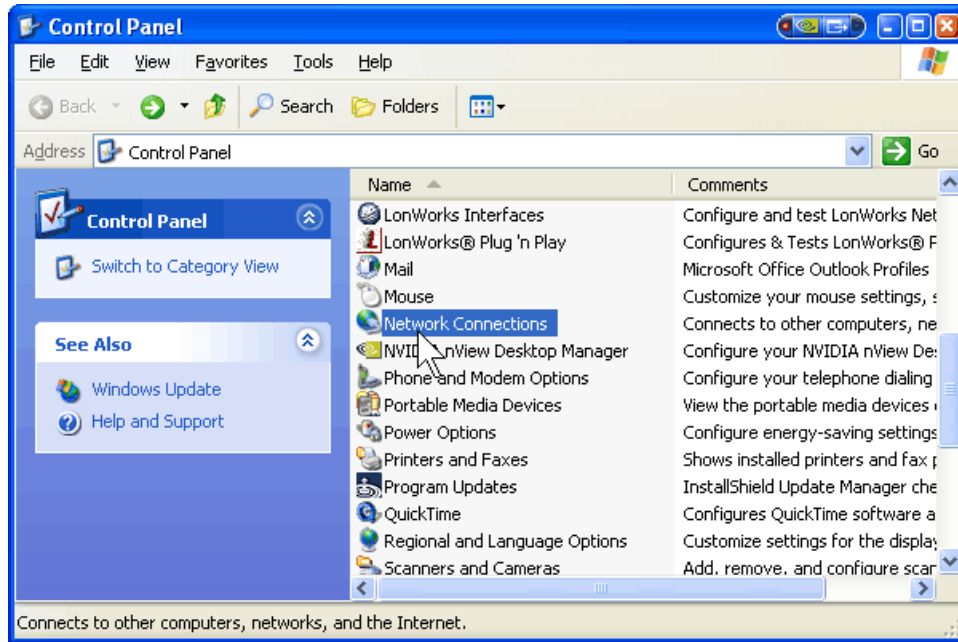 Control Panel
File Edit View Favorites Tools Help
Back Search Folders
Address Control Panel Go
Control Panel
Switch to Category View
See Also
Windows Update
Help and Support
Name Comments
LonWorks Interfaces Configure and test LonWorks Net
LonWorks® Plug 'n Play Configures & Tests LonWorks®
Mail Microsoft Office Outlook Profiles
Mouse Customize your mouse settings,
Network Connections Connects to other computers, ne
NVIDIA nView Desktop Manager Configure your NVIDIA nView De
Phone and Modem Options Configure your telephone dialing
Portable Media Devices View the portable media devices
Power Options Configure energy-saving settings
Printers and Faxes Shows installed printers and fax
Program Updates InstallShield Update Manager che
QuickTime Configures QuickTime software a
Regional and Language Options Customize settings for the display
Scanners and Cameras Add, remove, and configure scar
Connects to other computers, networks, and the Internet.